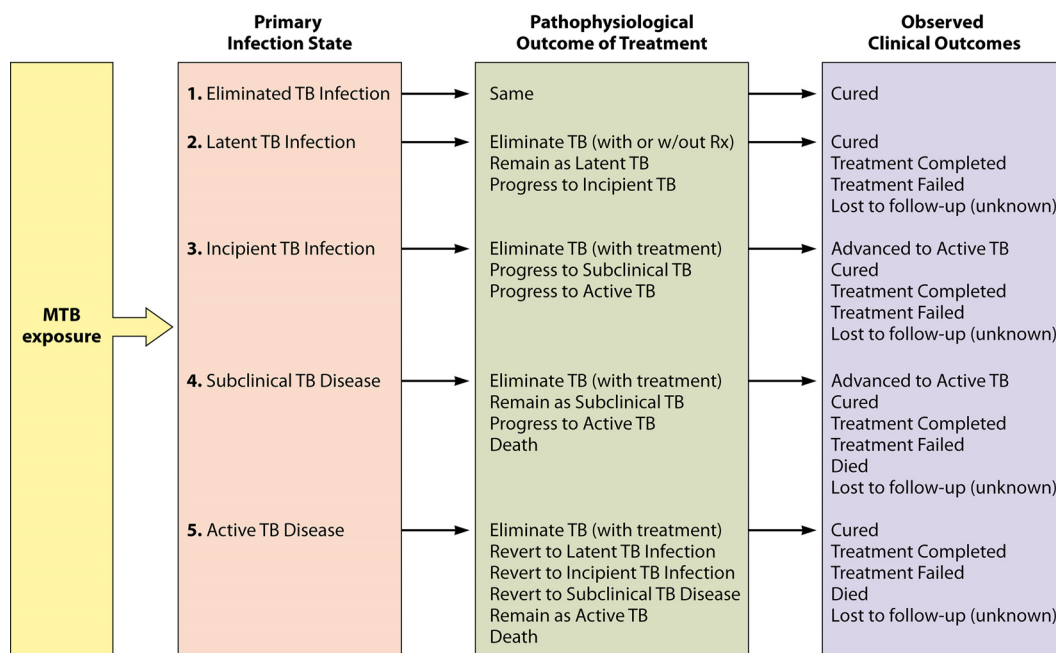 Primary
Infection State
Pathophysiological
Outcome of Treatment
Observed
Clinical Outcomes
MTB
exposure
1. Eliminated TB Infection
Same
Cured
2. Latent TB Infection
Eliminate TB (with or w/out Rx)
Remain as Latent TB
Progress to Incipient TB
Cured
Treatment Completed
Treatment Failed
Lost to follow-up (unknown)
3. Incipient TB Infection
Eliminate TB (with treatment)
Progress to Subclinical TB
Progress to Active TB
Advanced to Active TB
Cured
Treatment Completed
Treatment Failed
Lost to follow-up (unknown)
4. Subclinical TB Disease
Eliminate TB (with treatment)
Remain as Subclinical TB
Progress to Active TB
Death
Advanced to Active TB
Cured
Treatment Completed
Treatment Failed
Died
Lost to follow-up (unknown)
5. Active TB Disease
Eliminate TB (with treatment)
Revert to Latent TB Infection
Revert to Incipient TB Infection
Revert to Subclinical TB Disease
Remain as Active TB
Death
Cured
Treatment Completed
Treatment Failed
Died
Lost to follow-up (unknown)